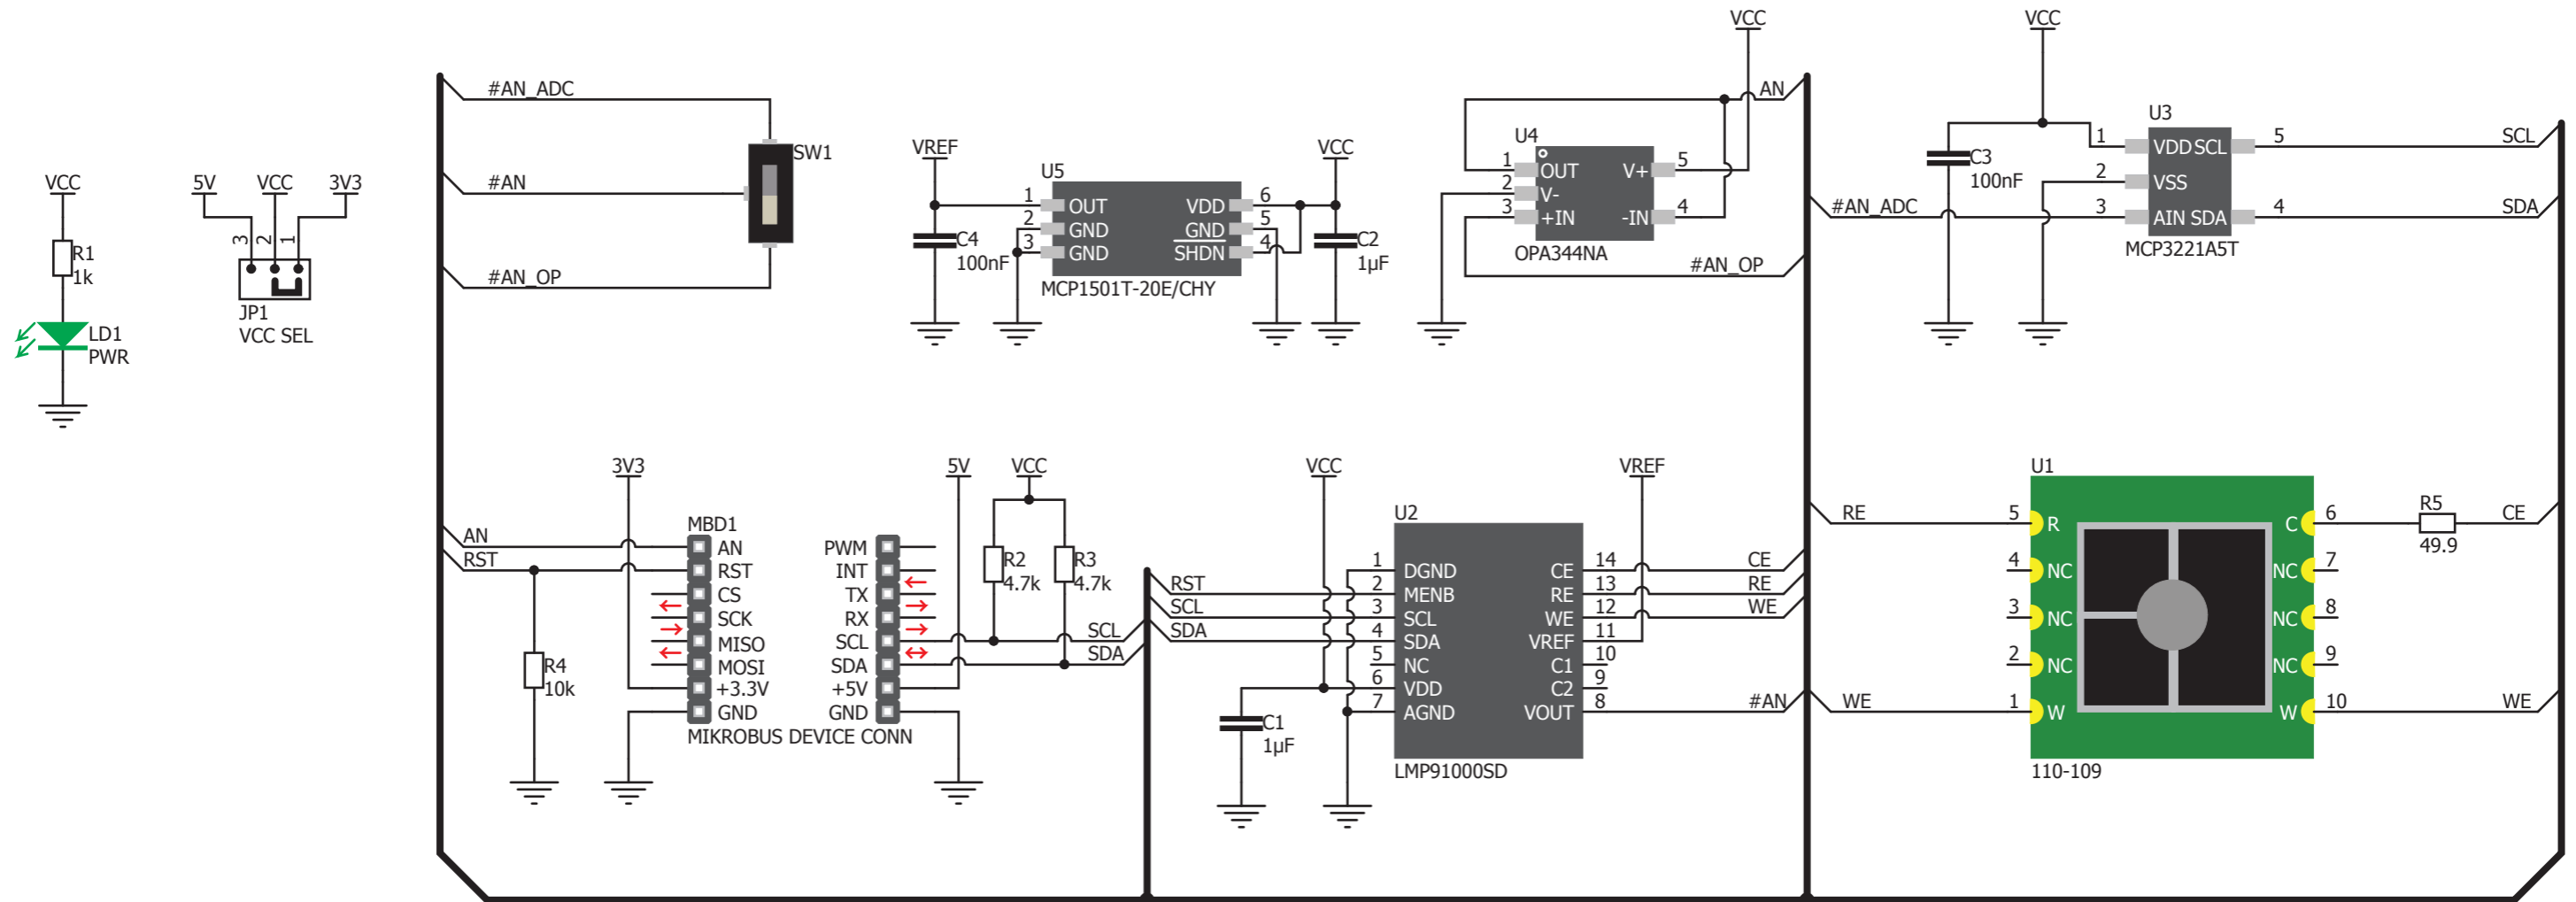 VCC
R1
1k
LD1
PWR
5V
VCC
3V3
3
2
1
JP1
VCC SEL
#AN_ADC
#AN
#AN_OP
SW1
VREF
C4
100nF
U5
1
2
3
OUT
GND
GND
VDD
GND
SHDN
6
5
4
MCP1501T-20E/CHY
VCC
C2
1µF
VCC
AN
U4
1
2
3
OUT
V-
+IN
V+
-IN
5
4
OPA344NA
#AN_OP
VCC
C3
100nF
#AN_ADC
U3
1
2
3
VDD SCL
VSS
AIN SDA
5
4
SCL
SDA
MCP3221A5T
AN
RST
R4
10k
3V3
MBD1
AN
RST
CS
SCK
MISO
MOSI
+3.3V
GND
PWM
INT
TX
RX
SCL
SDA
+5V
GND
MIKROBUS DEVICE CONN
5V
VCC
R2
4.7k
R3
4.7k
SCL
SDA
RST
SCL
SDA
VCC
C1
1µF
VREF
U2
1
2
3
4
5
6
7
DGND
MENB
SCL
SDA
NC
VDD
AGND
CE
RE
WE
VREF
C1
C2
VOUT
14
13
12
11
10
9
8
CE
RE
WE
#AN
LMP91000SD
RE
WE
U1
5
4
3
2
1
R
NC
NC
NC
W
C
NC
NC
NC
W
6
7
8
9
10
110-109
R5
49.9
CE
WE